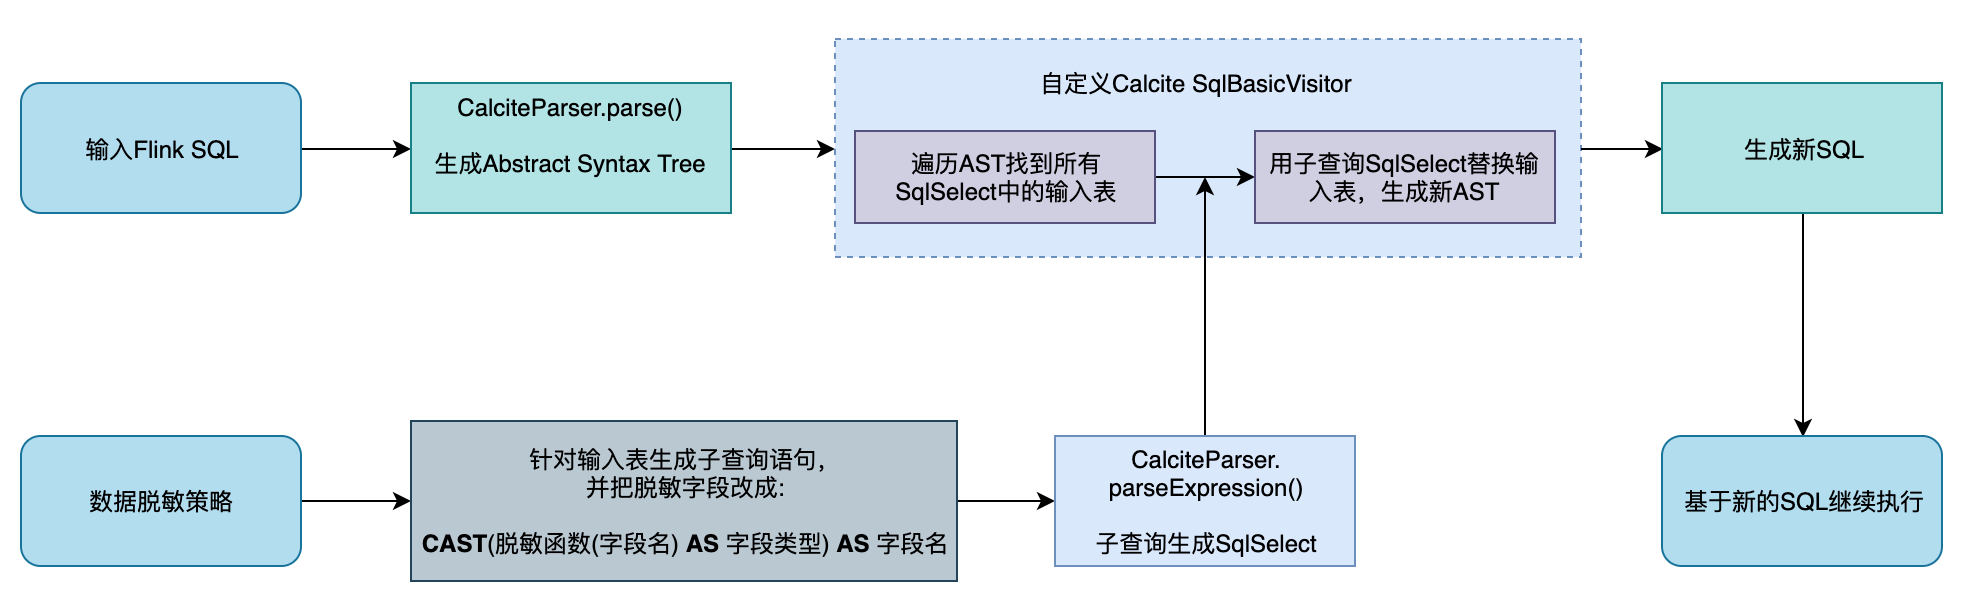 输入Flink SQL
CalciteParser.parse()
生成Abstract Syntax Tree
自定义Calcite SqlBasicVisitor
遍历AST找到所有
SqlSelect中的输入表
用子查询SqlSelect替换输
入表，生成新AST
生成新SQL
数据脱敏策略
针对输入表生成子查询语句，
并把脱敏字段改成:
CAST(脱敏函数(字段名) AS 字段类型) AS 字段名
CalciteParser.
parseExpression()
子查询生成SqlSelect
基于新的SQL继续执行